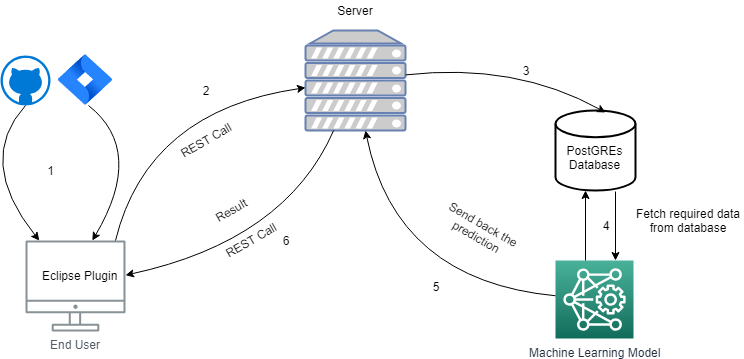 Server
2
3
REST Call
1
PostGREs
Database
Result
REST Call
6
Send back the
prediction
4
Fetch required data
from database
Eclipse Plugin
5
End User
Machine Learning Model